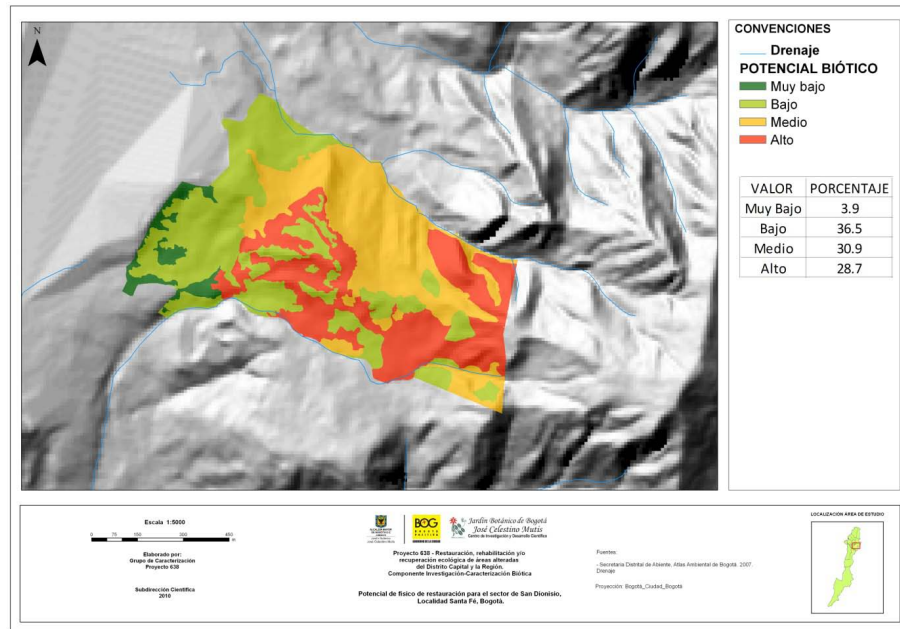 N
CONVENCIONES
Drenaje
POTENCIAL BIÓTICO
Muy bajo
Bajo
Medio
Alto
VALOR PORCENTAJE
Muy Bajo 3.9
Bajo 36.5
Medio 30.9
Alto 28.7
Escala 1:5000
0 75 150 300 450
m
Elaborado por:
Grupo de Caracterización
Proyecto 638
Subdirección Científica
2010
BOG
Jardín Botánico de Bogotá
José Celestino Mutis
Centro de Investigación y Desarrollo Científico
Proyecto 638 - Restauración, rehabilitación y/o
recuperación ecológica de áreas alteradas
del Distrito Capital y la Región.
Componente Investigación-Caracterización Biótica
Potencial de físico de restauración para el sector de San Dionisio,
Localidad Santa Fé, Bogotá.
Fuentes:
- Secretaria Distrital de Abiente, Atlas Ambiental de Bogotá. 2007.
Drenaje
Proyección: Bogotá_Ciudad_Bogotá
LOCALIZACIÓN ÁREA DE ESTUDIO